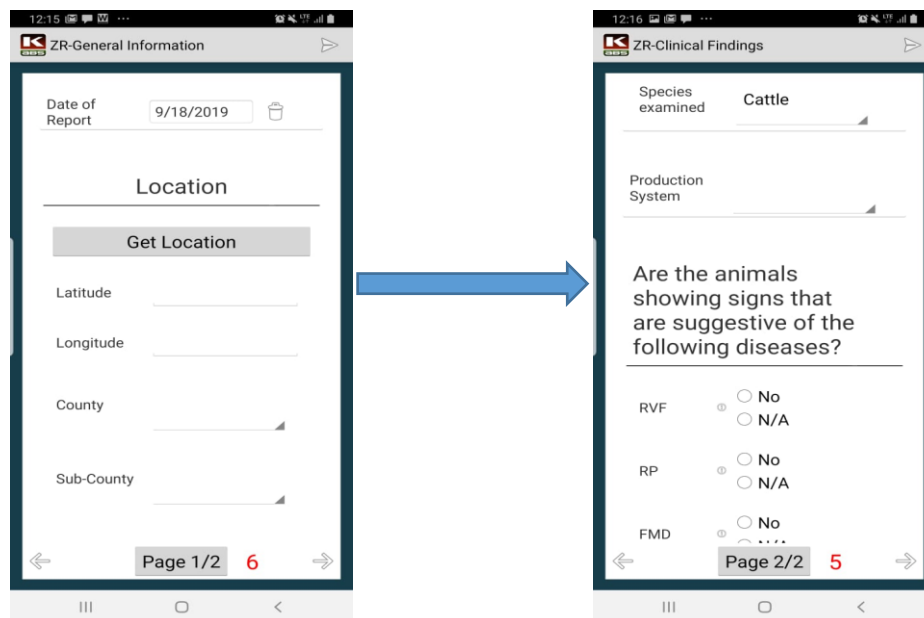 12:15
ZR-General Information
Date of
Report
9/18/2019
Location
Get Location
Latitude
Longitude
County
Sub-County
Page 1/2
6
12:16
ZR-Clinical Findings
Species
examined
Cattle
Production
System
Are the animals
showing signs that
are suggestive of the
following diseases?
RVF
No
N/A
RP
No
N/A
FMD
No
Page 2/2
5